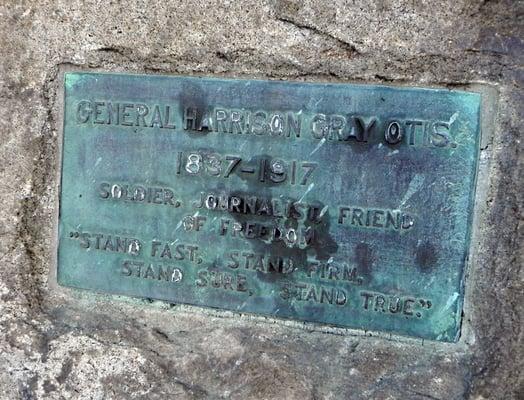 GENERAL HARRISON GRAY OTIS.
1837-1917
SOLDIER, JOURNALIST, FRIEND
OF FREEDOM
"STAND FAST, STAND FIRM,
STAND SURE, STAND TRUE."